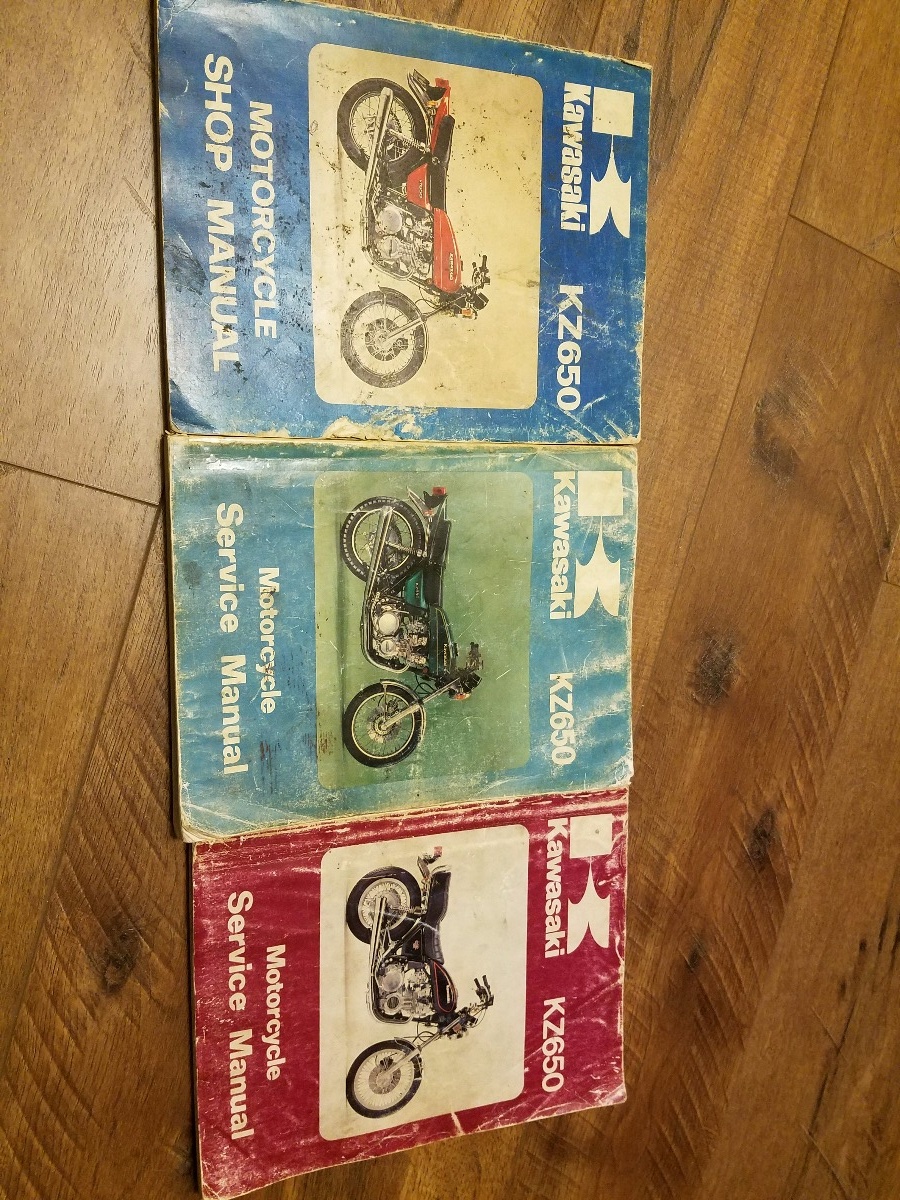 Kawasaki KZ650
MOTORCYCLE
SHOP MANUAL
Kawasaki KZ650
Motorcycle
Service Manual
Kawasaki KZ650
Motorcycle
Service Manual